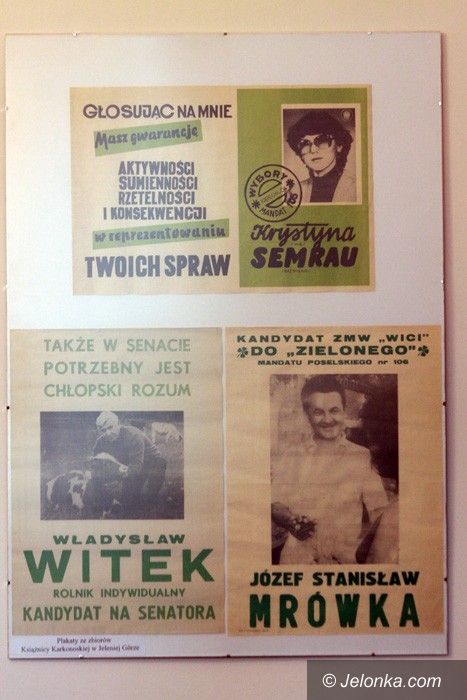 GŁOSUJĄC NA MNIE
Masz gwarancję
AKTYWNOŚCI
SUMIENNOŚCI
RZETELNOŚCI
I KONSEKWENCJI
w reprezentowaniu
TWOICH SPRAW
WYBORY
MANDAT
Krystyna
SEMRAU
TAKŻE W SENACIE
POTRZEBNY JEST
CHŁOPSKI ROZUM
WŁADYSŁAW
WITEK
ROLNIK INDYWIDUALNY
KANDYDAT NA SENATORA
KANDYDAT ZMW „WICI"
DO „ZIELONEGO"
MANDATU POSELSKIEGO nr 106
JÓZEF STANISŁAW
MRÓWKA
Plakaty ze zbiorów
Książnicy Karkonoskiej w Jeleniej Górze
© Jelonka.com